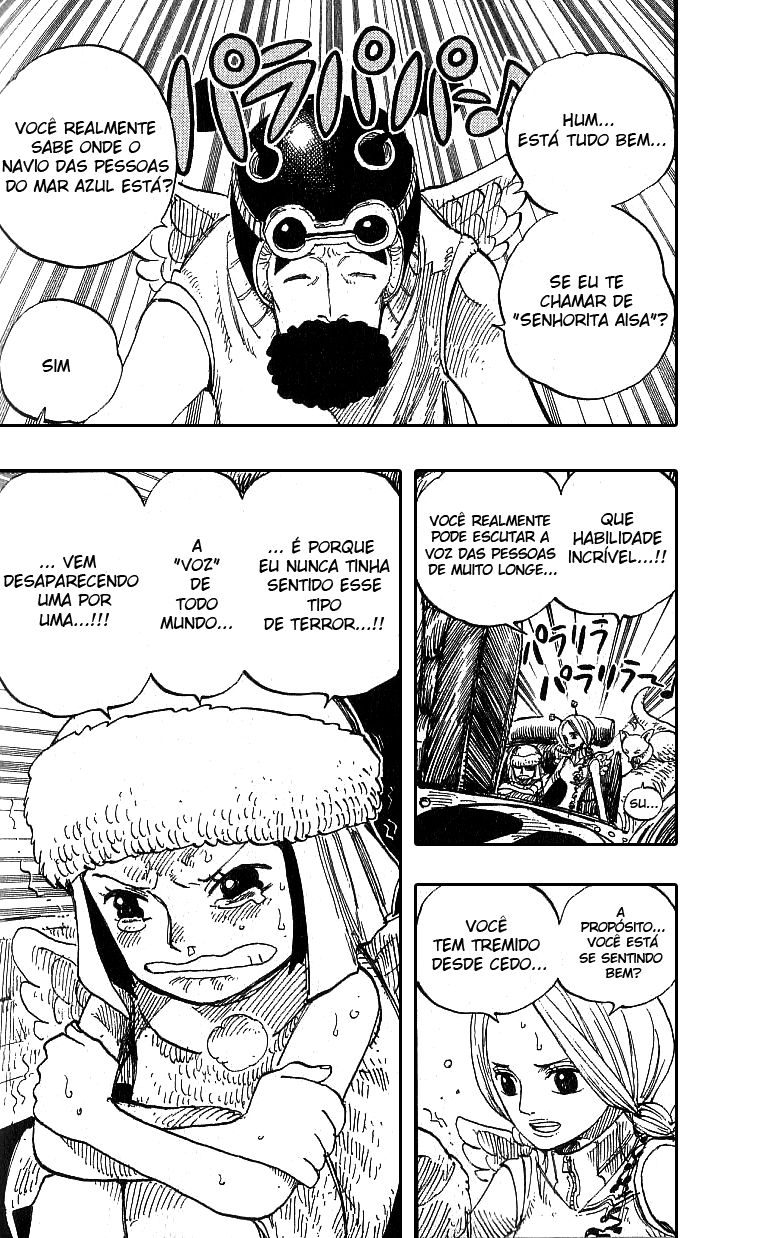 パラパパパパ〜♪
HUM...
ESTÁ TUDO BEM...
SE EU TE
CHAMAR DE
"SENHORITA AISA"?
VOCÊ REALMENTE
SABE ONDE O
NAVIO DAS PESSOAS
DO MAR AZUL ESTÁ?
SIM
QUE
HABILIDADE
INCRÍVEL...!!
VOCÊ REALMENTE
PODE ESCUTAR A
VOZ DAS PESSOAS
DE MUITO LONGE...
パラリラ
パラリラ〜♪
SU...
A
PROPÓSITO...
VOCÊ ESTÁ
SE SENTINDO
BEM?
VOCÊ
TEM TREMIDO
DESDE CEDO...
... É PORQUE
EU NUNCA TINHA
SENTIDO ESSE
TIPO
DE TERROR...!!
A
"VOZ"
DE
TODO
MUNDO...
... VEM
DESAPARECENDO
UMA POR
UMA...!!!